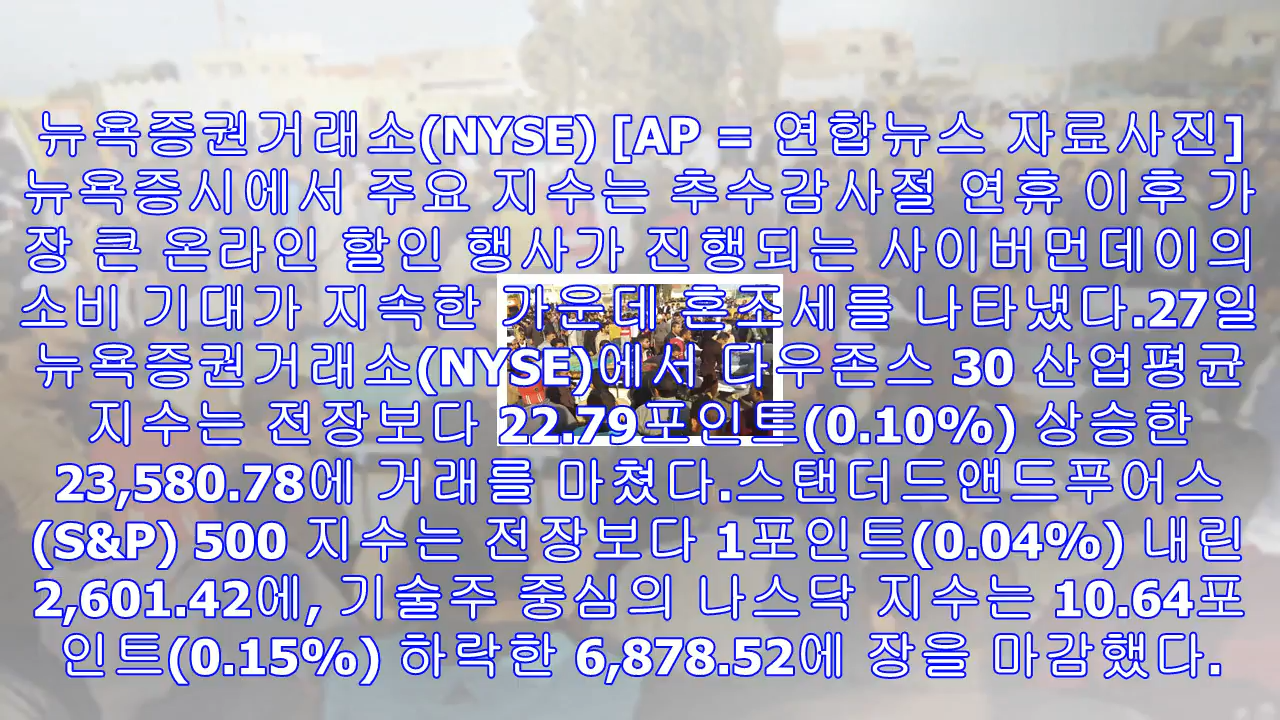 뉴욕증권거래소(NYSE) [AP = 연합뉴스 자료사진]
뉴욕증시에서 주요 지수는 추수감사절 연휴 이후 가
장 큰 온라인 할인 행사가 진행되는 사이버먼데이의
소비 기대가 지속한 가운데 혼조세를 나타냈다.27일
뉴욕증권거래소(NYSE)에서 다우존스 30 산업평균
지수는 전장보다 22.79포인트(0.10%) 상승한
23,580.78에 거래를 마쳤다.스탠더드앤드푸어스
(S&P) 500 지수는 전장보다 1포인트(0.04%) 내린
2,601.42에, 기술주 중심의 나스닥 지수는 10.64포
인트(0.15%) 하락한 6,878.52에 장을 마감했다.